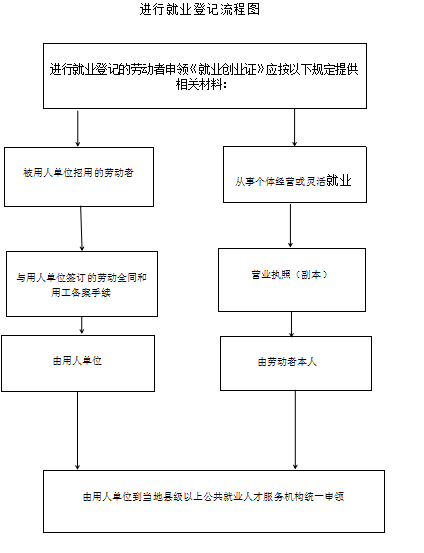 进行就业登记流程图
进行就业登记的劳动者申领《就业创业证》应按以下规定提供
相关材料：
被用人单位招用的劳动者
从事个体经营或灵活就业
与用人单位签订的劳动合同和
用工备案手续
营业执照（副本）
由用人单位
由劳动者本人
由用人单位到当地县级以上公共就业人才服务机构统一申领